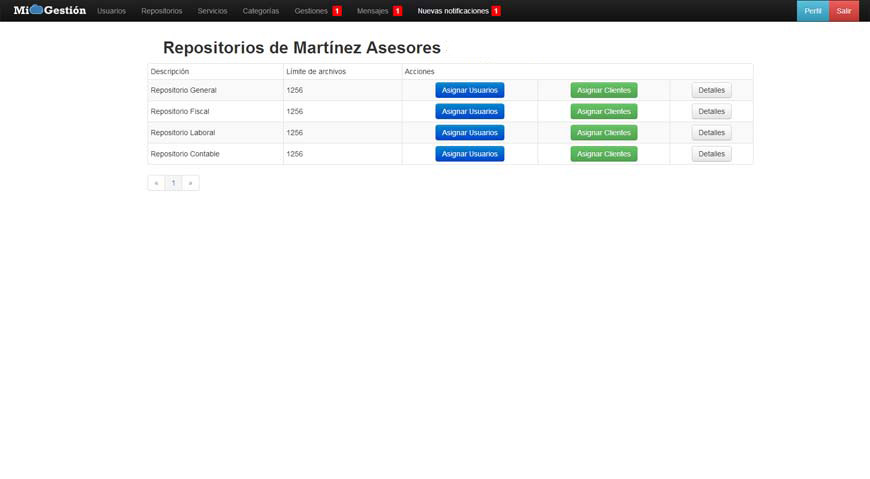 Mi Gestión Usuarios Repositorios Servicios Categorías Gestiones 1 Mensajes 1 Nuevas notificaciones 1 Perfil Salir
Repositorios de Martínez Asesores
Descripción Límite de archivos Acciones
Repositorio General 1256 Asignar Usuarios Asignar Clientes Detalles
Repositorio Fiscal 1256 Asignar Usuarios Asignar Clientes Detalles
Repositorio Laboral 1256 Asignar Usuarios Asignar Clientes Detalles
Repositorio Contable 1256 Asignar Usuarios Asignar Clientes Detalles
« 1 »